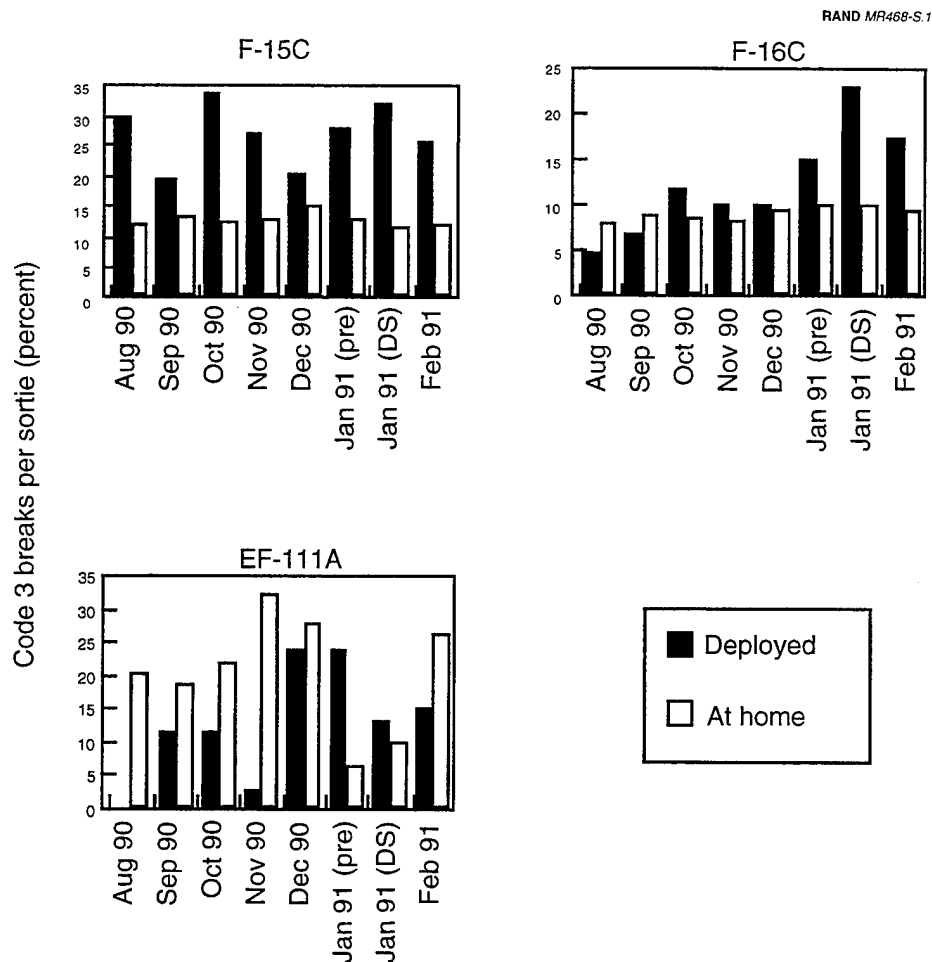 RAND MR468-S.1
F-15C
35
30
25
20
15
10
5
0
Aug 90
Sep 90
Oct 90
Nov 90
Dec 90
Jan 91 (pre)
Jan 91 (DS)
Feb 91
F-16C
25
20
15
10
5
0
Aug 90
Sep 90
Oct 90
Nov 90
Dec 90
Jan 91 (pre)
Jan 91 (DS)
Feb 91
Code 3 breaks per sortie (percent)
EF-111A
35
30
25
20
15
10
5
0
Aug 90
Sep 90
Oct 90
Nov 90
Dec 90
Jan 91 (pre)
Jan 91 (DS)
Feb 91
Deployed
At home